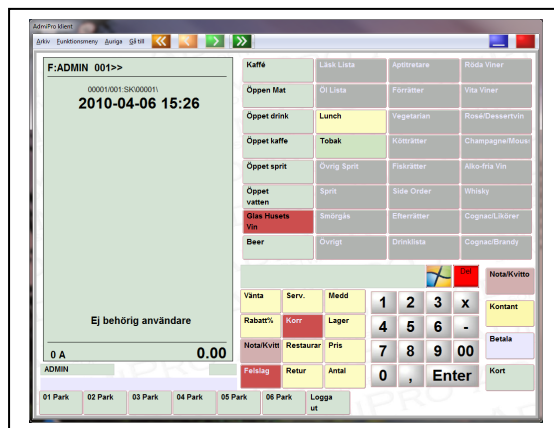 AdmiPro klient
Arkiv Funktionsmeny Auriga Gå till
F:ADMIN 001>>
00001/001:SK\00001\
2010-04-06 15:26
Ej behörig användare
0 A 0.00
ADMIN
Kaffé Läsk Lista Aptitretare Röda Viner
Öppen Mat Öl Lista Förrätter Vita Viner
Öppet drink Lunch Vegetarian Rosé/Dessertvin
Öppet kaffe Tobak Kötträtter Champagne/Mous
Öppet sprit Övrig Sprit Fiskrätter Alko-fria Vin
Öppet
vatten Sprit Side Order Whisky
Glas Husets
Vin Smörgås Efterrätter Cognac/Likörer
Beer Övrigt Drinklista Cognac/Brandy
Del Nota/Kvitto
Vänta Serv. Medd 1 2 3 x Kontant
Rabatt% Korr Lager 4 5 6 -
Nota/Kvitt Restaurar Pris 7 8 9 00 Betala
Felslag Retur Antal 0 , Enter Kort
01 Park 02 Park 03 Park 04 Park 05 Park 06 Park Logga
ut